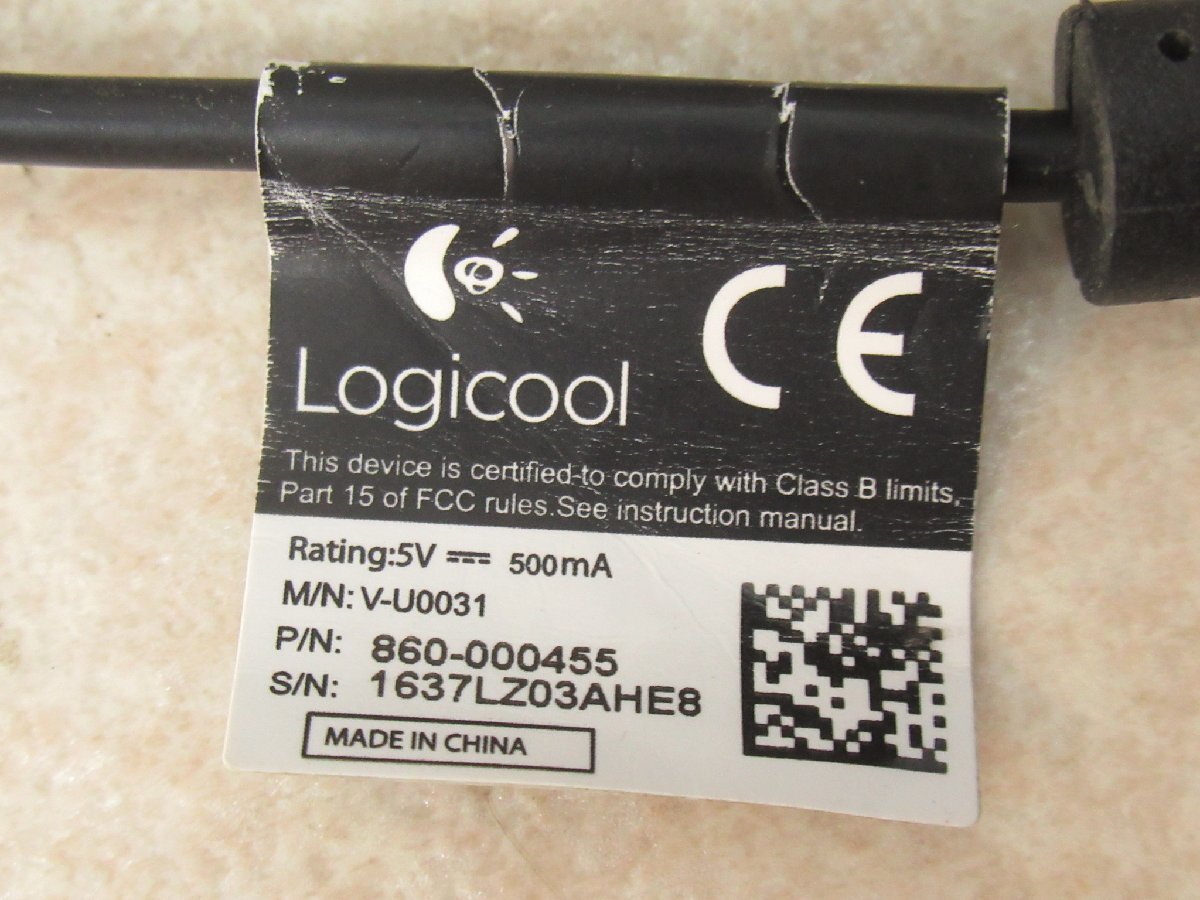 Logicool
CE
This device is certified to comply with Class B limits,
Part 15 of FCC rules.See instruction manual.
Rating:5V ⎓ 500mA
M/N: V-U0031
P/N: 860-000455
S/N: 1637LZ03AHE8
MADE IN CHINA